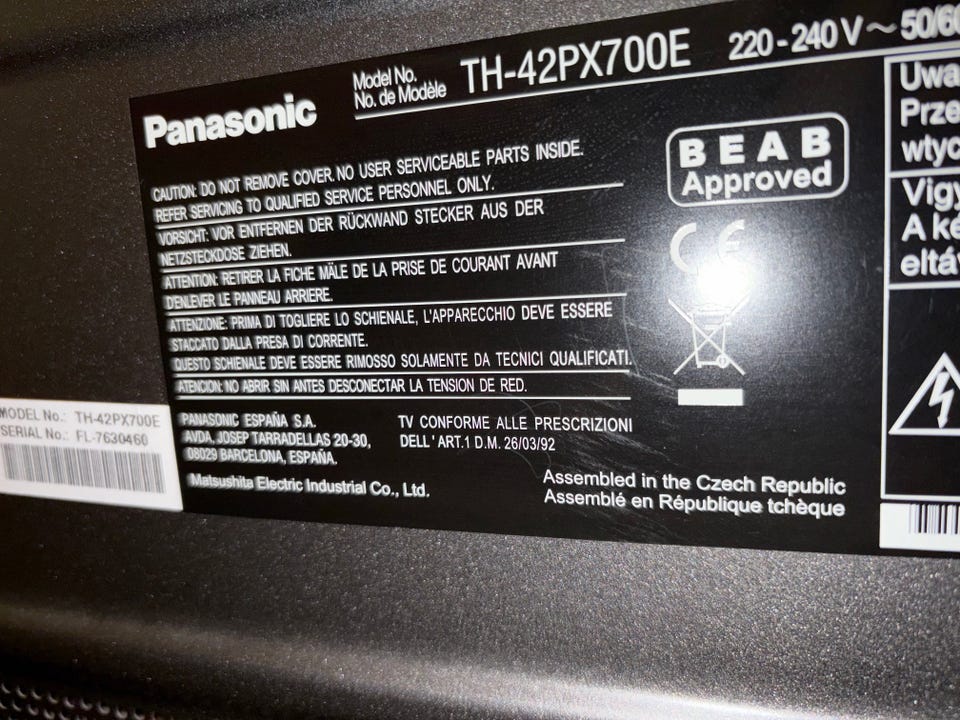 Panasonic
Model No.
No. de Modèle
TH-42PX700E
220-240 V ~ 50/60
CAUTION: DO NOT REMOVE COVER. NO USER SERVICEABLE PARTS INSIDE.
REFER SERVICING TO QUALIFIED SERVICE PERSONNEL ONLY.
VORSICHT: VOR ENTFERNEN DER RÜCKWAND STECKER AUS DER
NETZSTECKDOSE ZIEHEN.
ATTENTION: RETIRER LA FICHE MÂLE DE LA PRISE DE COURANT AVANT
D'ENLEVER LE PANNEAU ARRIERE.
ATTENZIONE: PRIMA DI TOGLIERE LO SCHIENALE, L'APPARECCHIO DEVE ESSERE
STACCATO DALLA PRESA DI CORRENTE.
QUESTO SCHIENALE DEVE ESSERE RIMOSSO SOLAMENTE DA TECNICI QUALIFICATI.
ATENCION: NO ABRIR SIN ANTES DESCONECTAR LA TENSION DE RED.
PANASONIC ESPAÑA S.A.
AVDA, JOSEP TARRADELLAS 20-30,
08029 BARCELONA, ESPAÑA.
TV CONFORME ALLE PRESCRIZIONI
DELL'ART.1 D.M. 26/03/92
Matsushita Electric Industrial Co., Ltd.
Assembled in the Czech Republic
Assemblé en République tchèque
BEAB
Approved
CE
Uwa
Prze
wtyc
Vigy
A ké
eltáv
MODEL No.: TH-42PX700E
SERIAL No.: FL-7630460